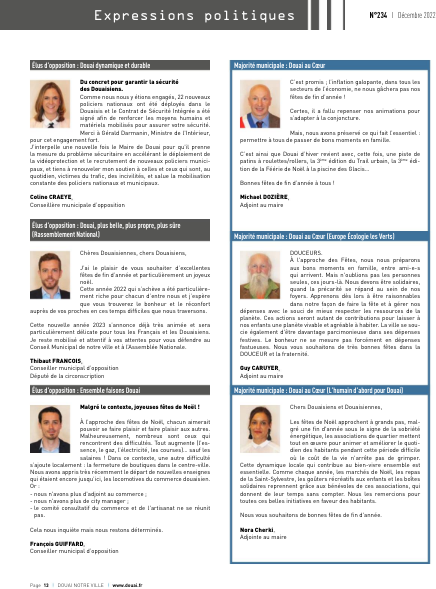 Expressions politiques
N°234 | Décembre 2022
Élus d'opposition : Douai dynamique et durable
Du concret pour garantir la sécurité
des Douaisiens.
Comme nous nous y étions engagés, 22 nouveaux
policiers nationaux ont été déployés dans le
Douaisis et le Contrat de Sécurité Intégrée a été
signé afin de renforcer les moyens humains et
matériels mobilisés pour assurer votre sécurité.
Merci à Gérald Darmanin, Ministre de l'Intérieur,
pour cet engagement fort.
J'interpelle une nouvelle fois le Maire de Douai pour qu'il prenne
la mesure du problème sécuritaire en accélérant le déploiement de
la vidéoprotection et le recrutement de nouveaux policiers munici-
paux, et tiens à renouveler mon soutien à celles et ceux qui sont, au
quotidien, victimes du trafic, des incivilités, et salue la mobilisation
constante des policiers nationaux et municipaux.
Coline CRAEYE,
Conseillère municipale d'opposition
Élus d'opposition : Douai, plus belle, plus propre, plus sûre
(Rassemblement National)
Chères Douaisiennes, chers Douaisiens,
J'ai le plaisir de vous souhaiter d'excellentes
fêtes de fin d'année et particulièrement un joyeux
noël.
Cette année 2022 qui s'achève a été particulière-
ment riche pour chacun d'entre nous et j'espère
que vous trouverez le bonheur et le réconfort
auprès de vos proches en ces temps difficiles que nous traversons.
Cette nouvelle année 2023 s'annonce déjà très animée et sera
particulièrement délicate pour tous les Français et les Douaisiens.
Je reste mobilisé et attentif à vos attentes pour vous défendre au
Conseil Municipal de notre ville et à l'Assemblée Nationale.
Thibaut FRANCOIS,
Conseiller municipal d'opposition
Député de la circonscription
Élus d'opposition : Ensemble faisons Douai
Malgré le contexte, joyeuses fêtes de Noël !
À l'approche des fêtes de Noël, chacun aimerait
pouvoir se faire plaisir et faire plaisir aux autres.
Malheureusement, nombreux sont ceux qui
rencontrent des difficultés. Tout augmente (l'es-
sence, le gaz, l'électricité, les courses)... sauf les
salaires ! Dans ce contexte, une autre difficulté
s'ajoute localement : la fermeture de boutiques dans le centre-ville.
Nous avons appris très récemment le départ de nouvelles enseignes
qui étaient encore jusqu'ici, les locomotives du commerce douaisien.
Or :
- nous n'avons plus d'adjoint au commerce ;
- nous n'avons plus de city manager ;
- le comité consultatif du commerce et de l'artisanat ne se réunit
pas.
Cela nous inquiète mais nous restons déterminés.
François GUIFFARD,
Conseiller municipal d'opposition
Majorité municipale : Douai au Cœur
C'est promis : l'inflation galopante, dans tous les
secteurs de l'économie, ne nous gâchera pas nos
fêtes de fin d'année !
Certes, il a fallu repenser nos animations pour
s'adapter à la conjoncture.
Mais, nous avons préservé ce qui fait l'essentiel :
permettre à tous de passer de bons moments en famille.
C'est ainsi que Douai d'hiver revient avec, cette fois, une piste de
patins à roulettes/rollers, la 3ème édition du Trail urbain, la 3ème édi-
tion de la Féérie de Noël à la piscine des Glacis...
Bonnes fêtes de fin d'année à tous !
Michael DOZIÈRE,
Adjoint au maire
Majorité municipale : Douai au Cœur (Europe Écologie les Verts)
DOUCEURS.
À l'approche des Fêtes, nous nous préparons
aux bons moments en famille, entre ami-e-s
qui arrivent. Mais n'oublions pas les personnes
seules, ces jours-là. Nous devons être solidaires,
quand la précarité se répand au sein de nos
foyers. Apprenons dès lors à être raisonnables
dans notre façon de faire la fête et à gérer nos
dépenses avec le souci de mieux respecter les ressources de la
planète. Ces actions seront autant de contributions pour laisser à
nos enfants une planète vivable et agréable à habiter. La ville se sou-
cie également d'être davantage parcimonieuse dans ses dépenses
festives. Le bonheur ne se mesure pas forcément en dépenses
fastueuses. Nous vous souhaitons de très bonnes fêtes dans la
DOUCEUR et la fraternité.
Guy CARUYER,
Adjoint au maire
Majorité municipale : Douai au Cœur (L'humain d'abord pour Douai)
Chers Douaisiens et Douaisiennes,
Les fêtes de Noël approchent à grands pas, mal-
gré une fin d'année sous le signe de la sobriété
énergétique, les associations de quartier mettent
tout en œuvre pour animer et améliorer le quoti-
dien des habitants pendant cette période difficile
où le coût de la vie n'arrête pas de grimper.
Cette dynamique locale qui contribue au bien-vivre ensemble est
essentielle. Comme chaque année, les marchés de Noël, les repas
de la Saint-Sylvestre, les goûters récréatifs aux enfants et les boîtes
solidaires reprennent grâce aux bénévoles de ces associations, qui
donnent de leur temps sans compter. Nous les remercions pour
toutes ces belles initiatives en faveur des habitants.
Nous vous souhaitons de bonnes fêtes de fin d'année.
Nora Cherki,
Adjointe au maire
Page 13 | DOUAI NOTRE VILLE | www.douai.fr